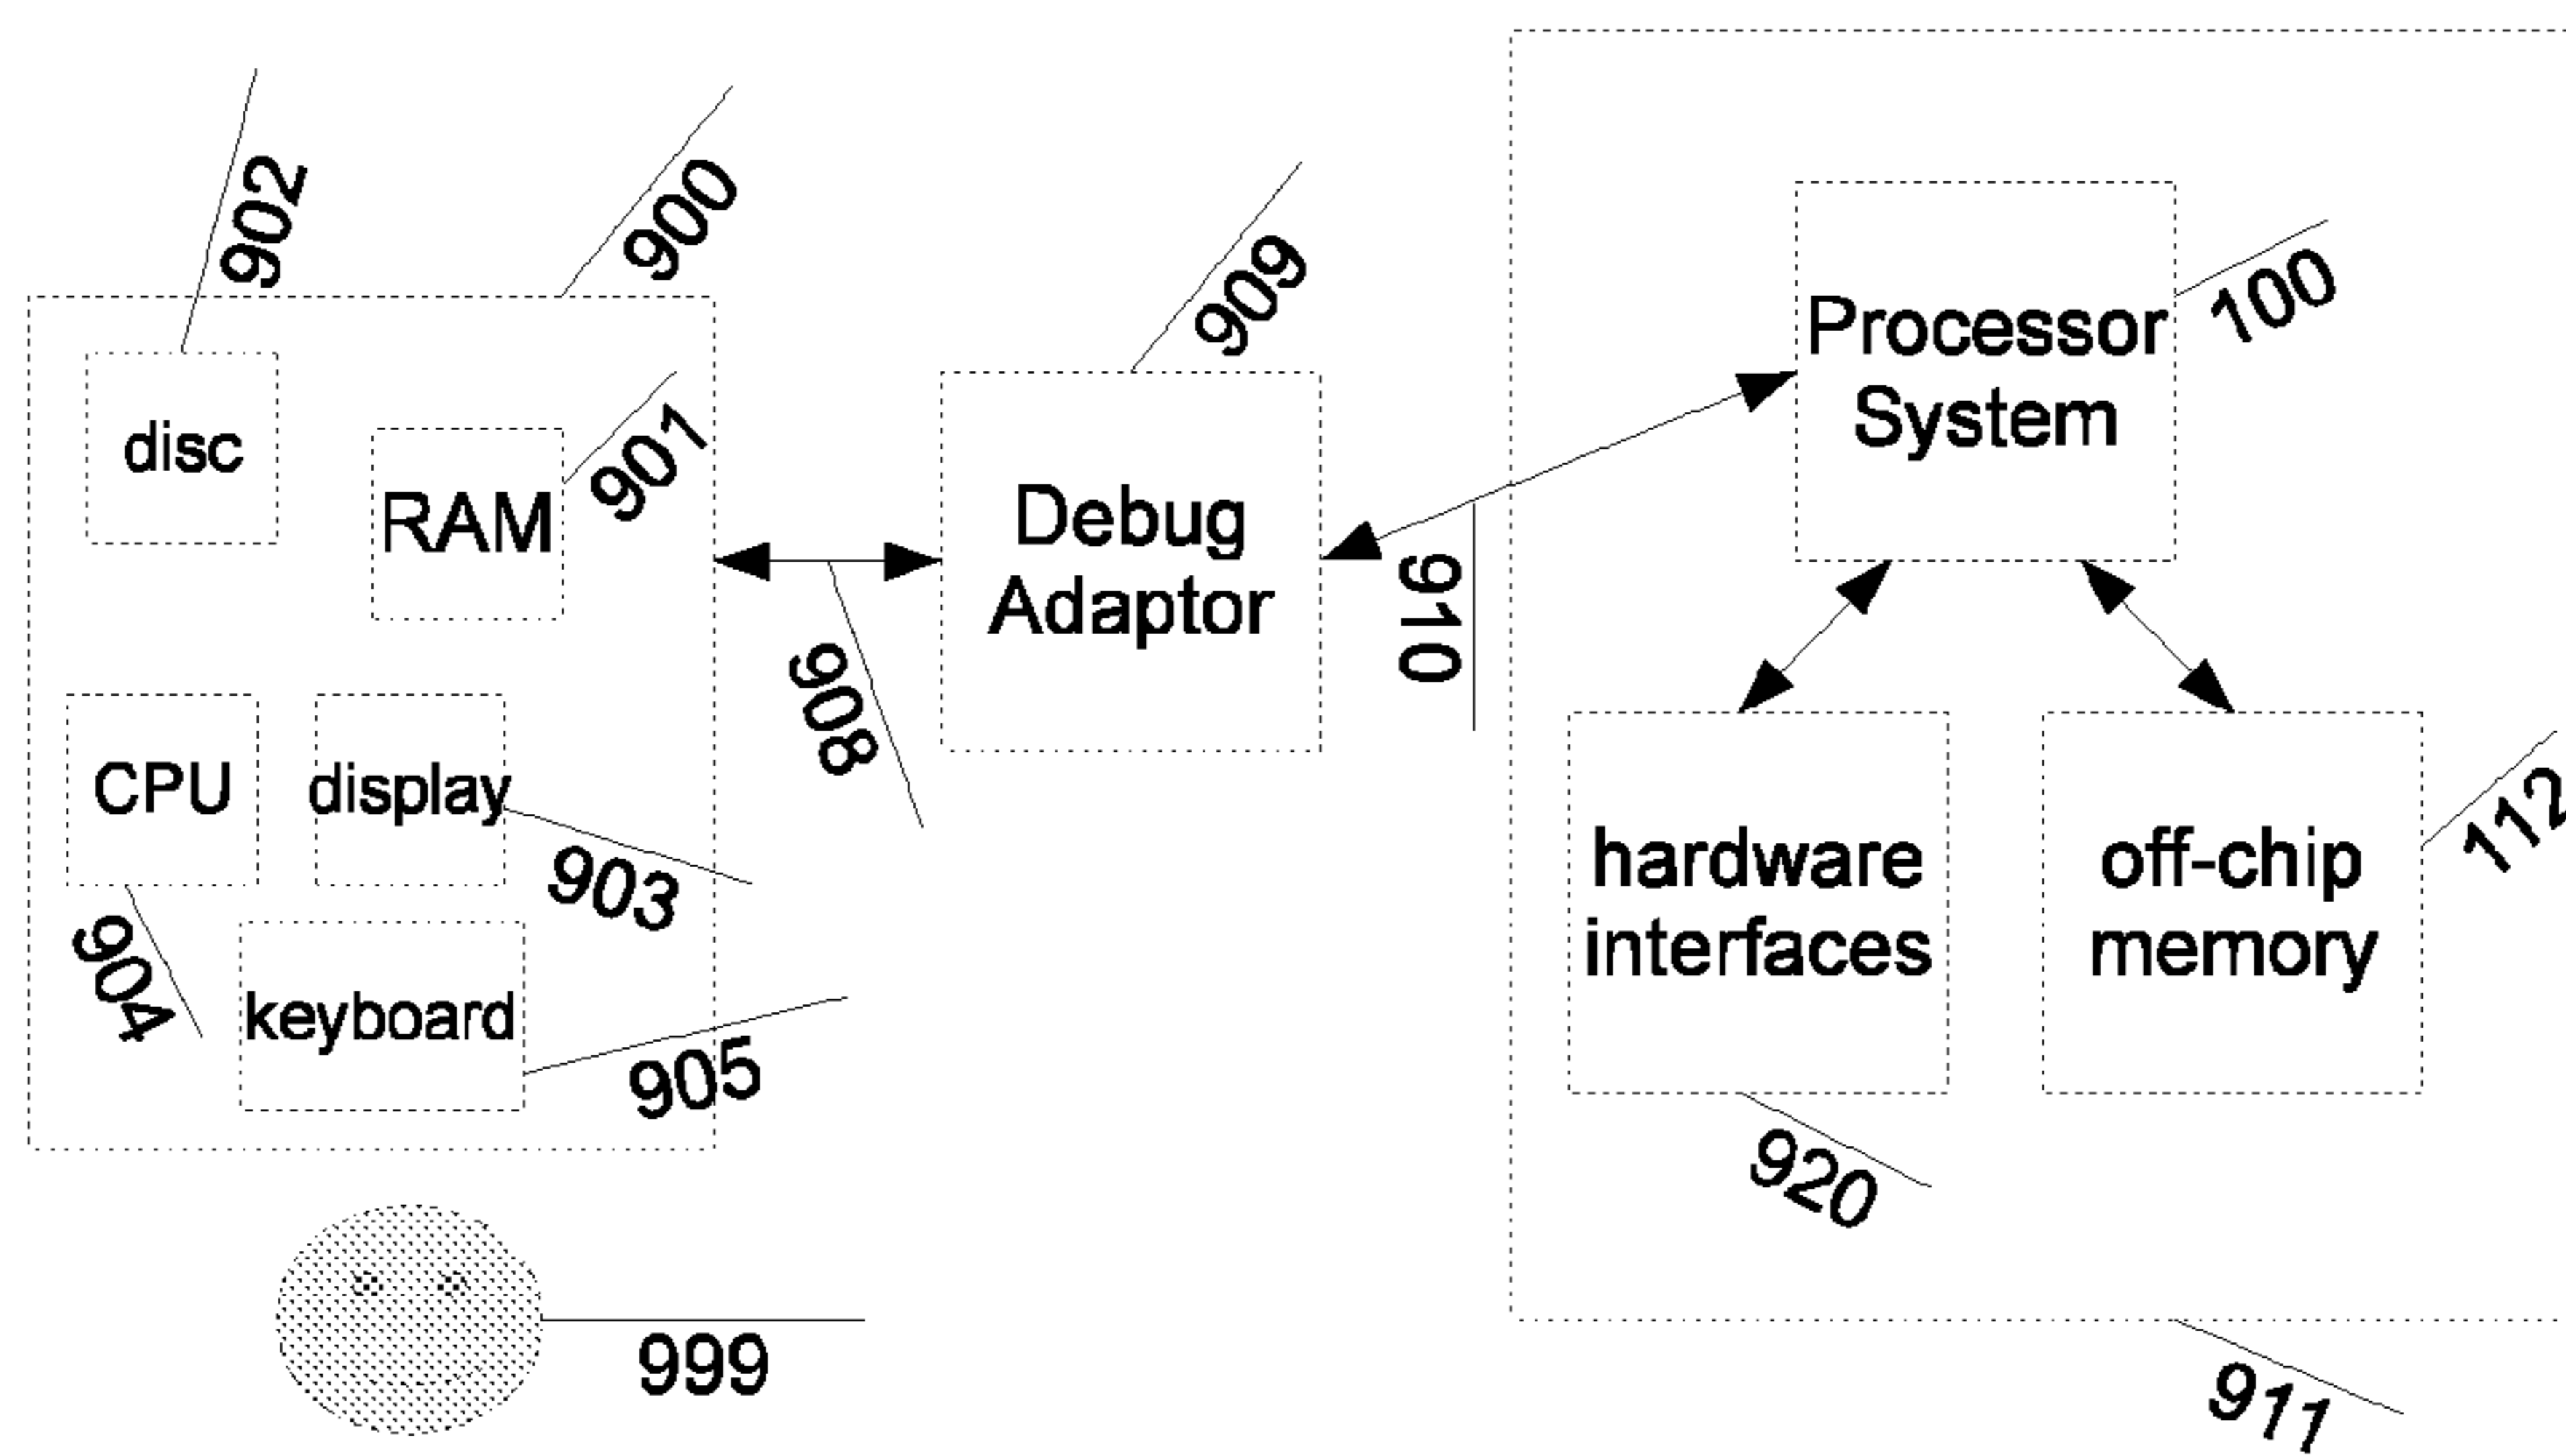 902
900
disc
RAM
901
CPU
display
903
904
keyboard
905
999
908
909
Debug
Adaptor
910
Processor
System
100
hardware
interfaces
920
off-chip
memory
112
911